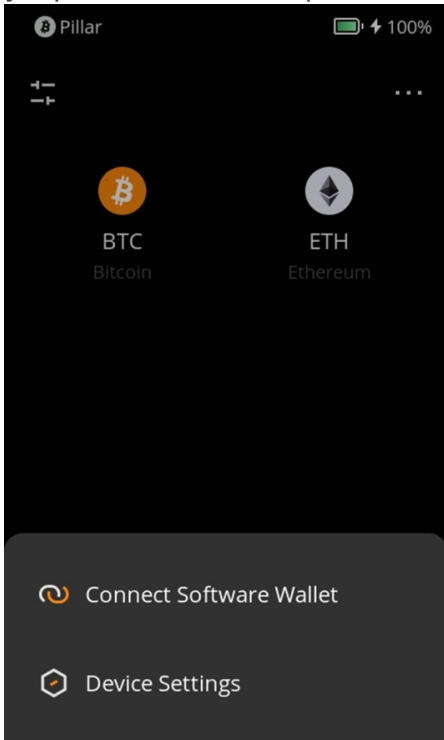 Pillar
100%
...
BTC
ETH
Bitcoin
Ethereum
Connect Software Wallet
Device Settings